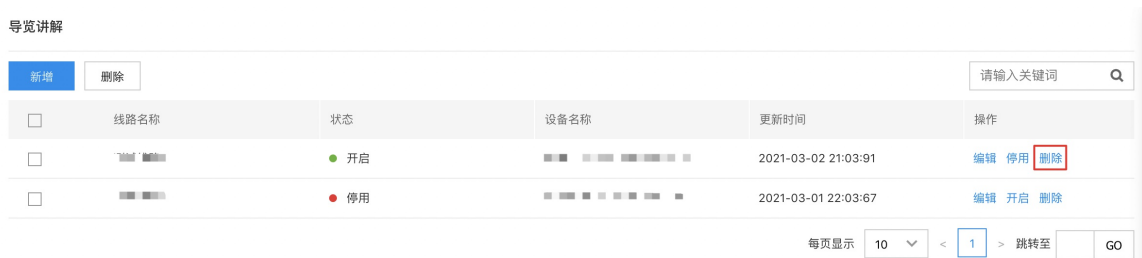 导览讲解
新增 删除 请输入关键词
线路名称 状态 设备名称 更新时间 操作
开启 2021-03-02 21:03:91 编辑 停用 删除
停用 2021-03-01 22:03:67 编辑 开启 删除
每页显示 10 < 1 > 跳转至 GO